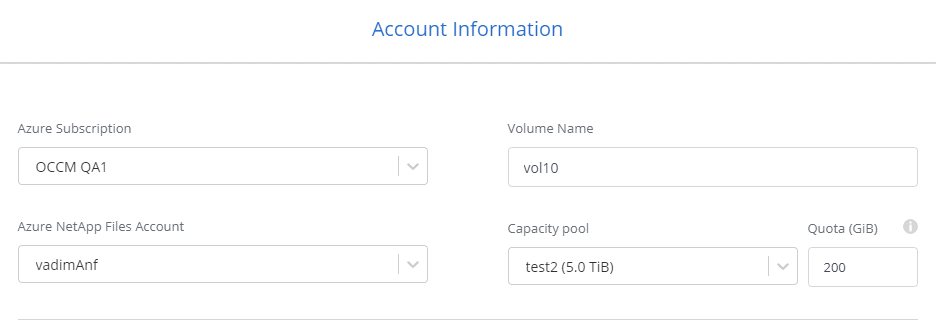 Account Information
Azure Subscription
OCCM QA1
Volume Name
vol10
Azure NetApp Files Account
vadimAnf
Capacity pool
test2 (5.0 TiB)
Quota (GiB)
200